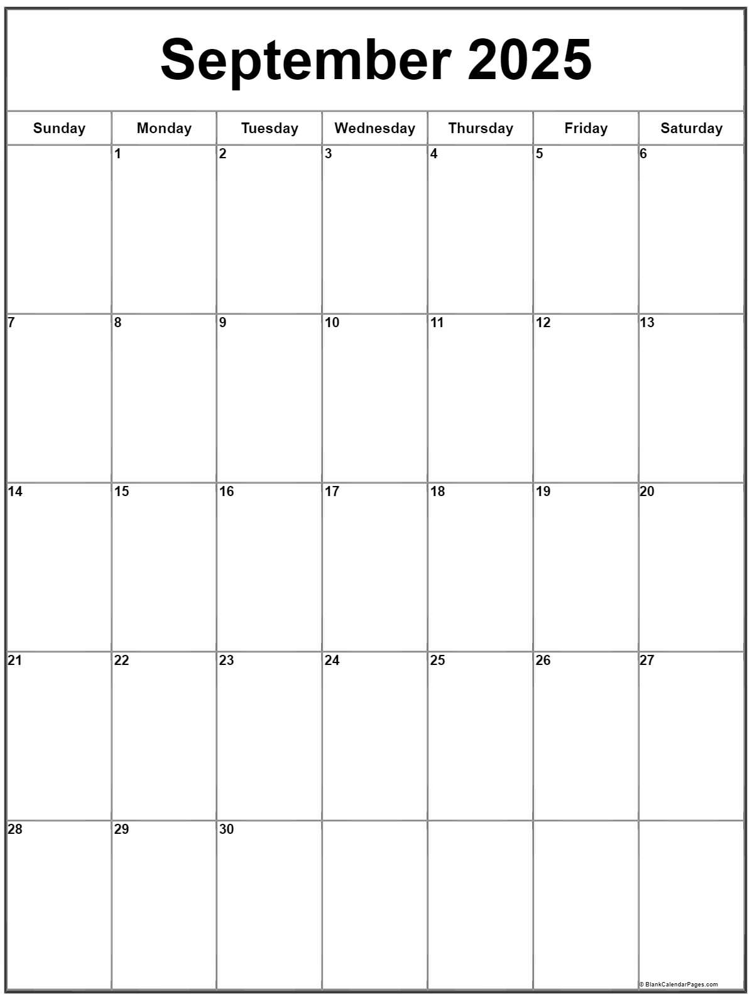 September 2025
Sunday Monday Tuesday Wednesday Thursday Friday Saturday
1 2 3 4 5 6
7 8 9 10 11 12 13
14 15 16 17 18 19 20
21 22 23 24 25 26 27
28 29 30
© BlankCalendarPages.com